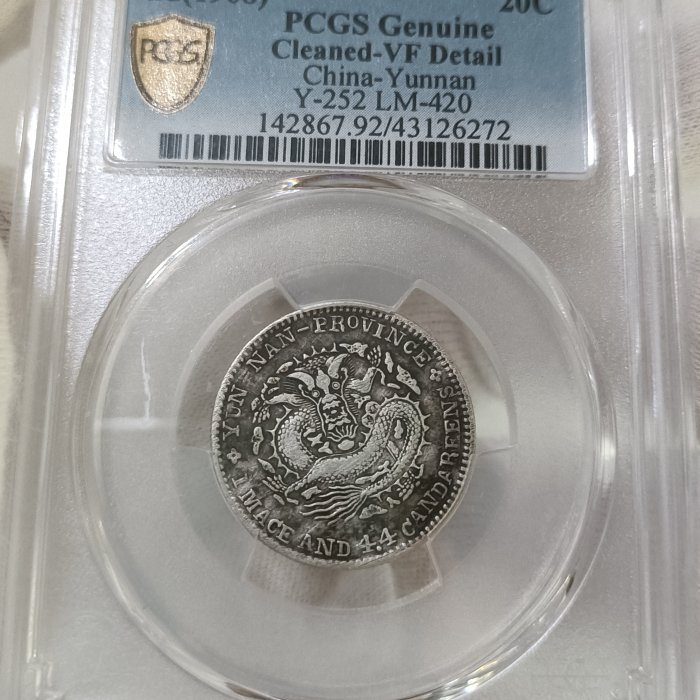 20C
PCGS Genuine
Cleaned-VF Detail
China-Yunnan
Y-252 LM-420
142867.92/43126272
PCGS
YUN-NAN-PROVINCE
1 MACE AND 4.4 CANDAREENS